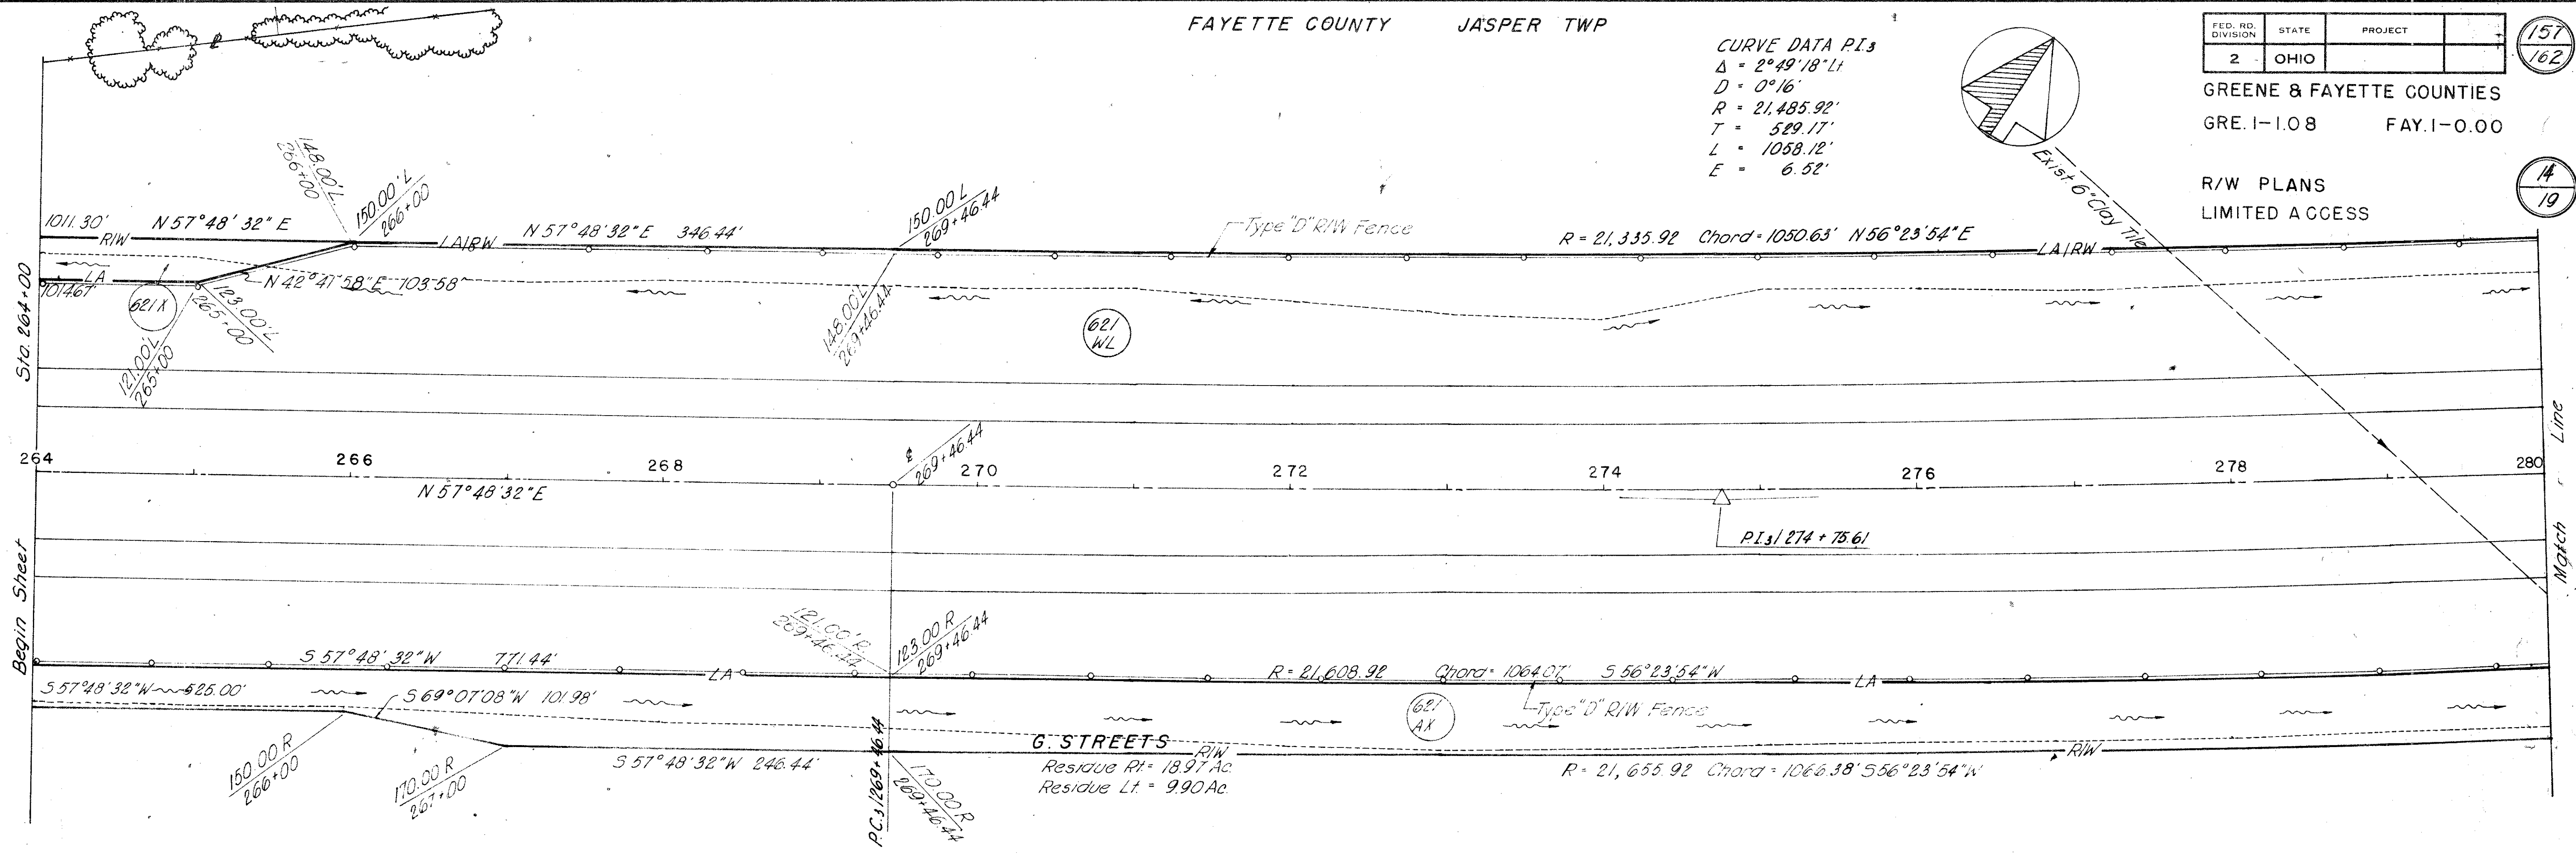 FAYETTE COUNTY JASPER TWP
FED. RD. DIVISION STATE PROJECT
2 OHIO
157
162
GREENE & FAYETTE COUNTIES
GRE. 1-1.08 FAY. 1-0.00
R/W PLANS
LIMITED ACCESS
14
19
CURVE DATA P.I.3
Δ = 2°49'18" Lt
D = 0°16'
R = 21,485.92'
T = 529.17'
L = 1058.12'
E = 6.52'
Exist. 6" Clay Tile
℄
148.00' L
266+00
150.00' L
266+00
150.00 L
269+46.44
1011.30' N 57°48'32" E
R/W
LA/RW
N 57°48'32" E 346.44'
Type "D" R/W Fence
R = 21,335.92 Chord = 1050.63' N 56°23'54" E
LA/RW
LA
1014.67'
N 42°41'58" E 103.58'
621 X
123.00' L
265+00
121.00' L
265+00
148.00' L
269+46.44
621
WL
Sta. 264+00
Begin Sheet
Match Line
℄
269+46.44
264 266 268 270 272 274 276 278 280
N 57°48'32" E
P.I.3/274+75.61
121.00' R
269+46.44
123.00 R
269+46.44
S 57°48'32" W 771.44'
LA
R = 21,608.92 Chord = 1064.07' S 56°23'54" W
LA
S 57°48'32" W 525.00'
S 69°07'08" W 101.98'
621
AX
Type "D" R/W Fence
150.00 R
266+00
170.00 R
267+00
S 57°48'32" W 246.44'
P.C.3/269+46.44
170.00 R
269+46.44
G. STREETS
R/W
Residue Rt. = 18.97 Ac.
Residue Lt. = 9.90 Ac.
R = 21,655.92 Chord = 1066.38' S 56°23'54" W
R/W